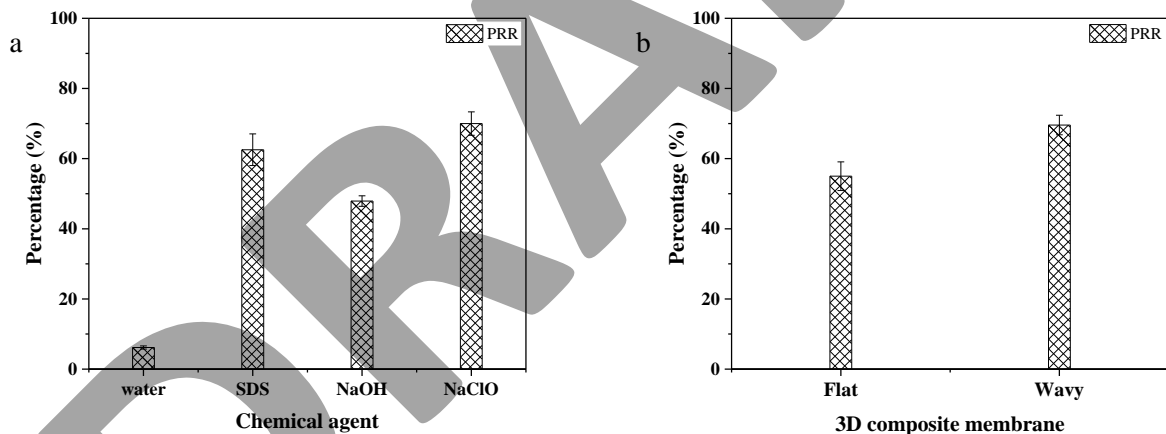 a
PRR
Percentage (%)
100
80
60
40
20
0
water SDS NaOH NaClO
Chemical agent
b
PRR
Percentage (%)
100
80
60
40
20
0
Flat Wavy
3D composite membrane